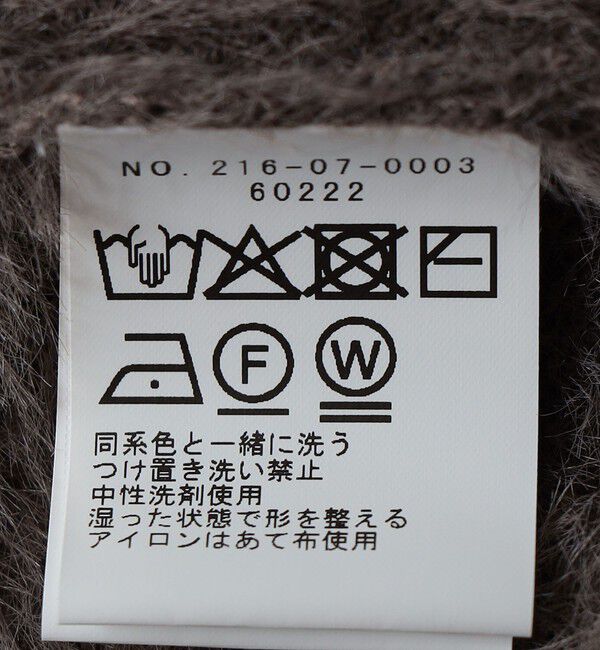 NO. 216-07-0003
60222
F W
同系色と一緒に洗う
つけ置き洗い禁止
中性洗剤使用
湿った状態で形を整える
アイロンはあて布使用